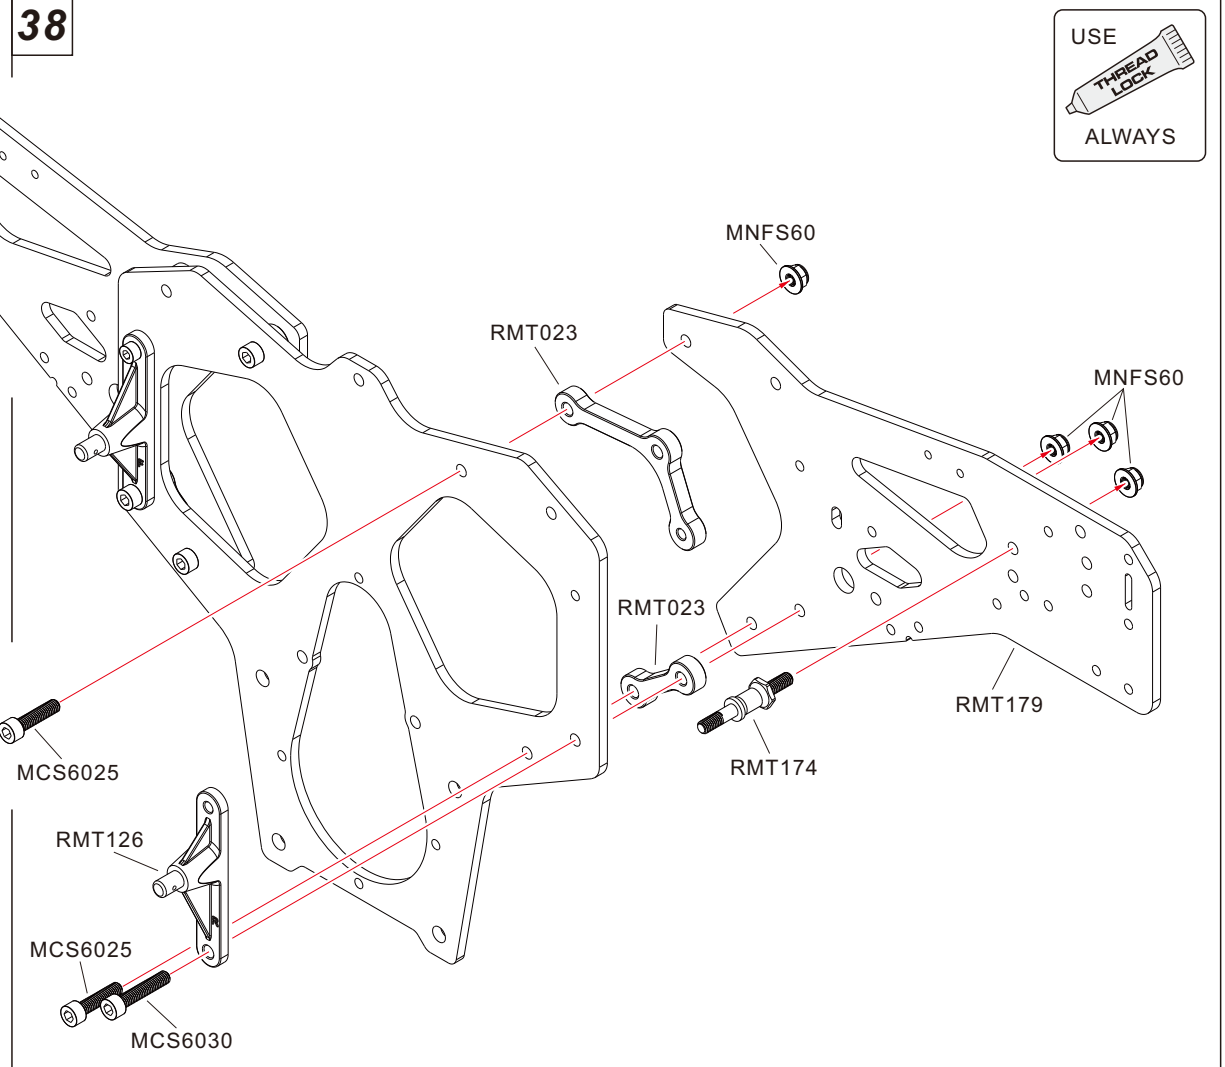 38
USE
THREAD
LOCK
ALWAYS
MNFS60
RMT023
MNFS60
RMT023
RMT179
RMT174
MCS6025
RMT126
MCS6025
MCS6030